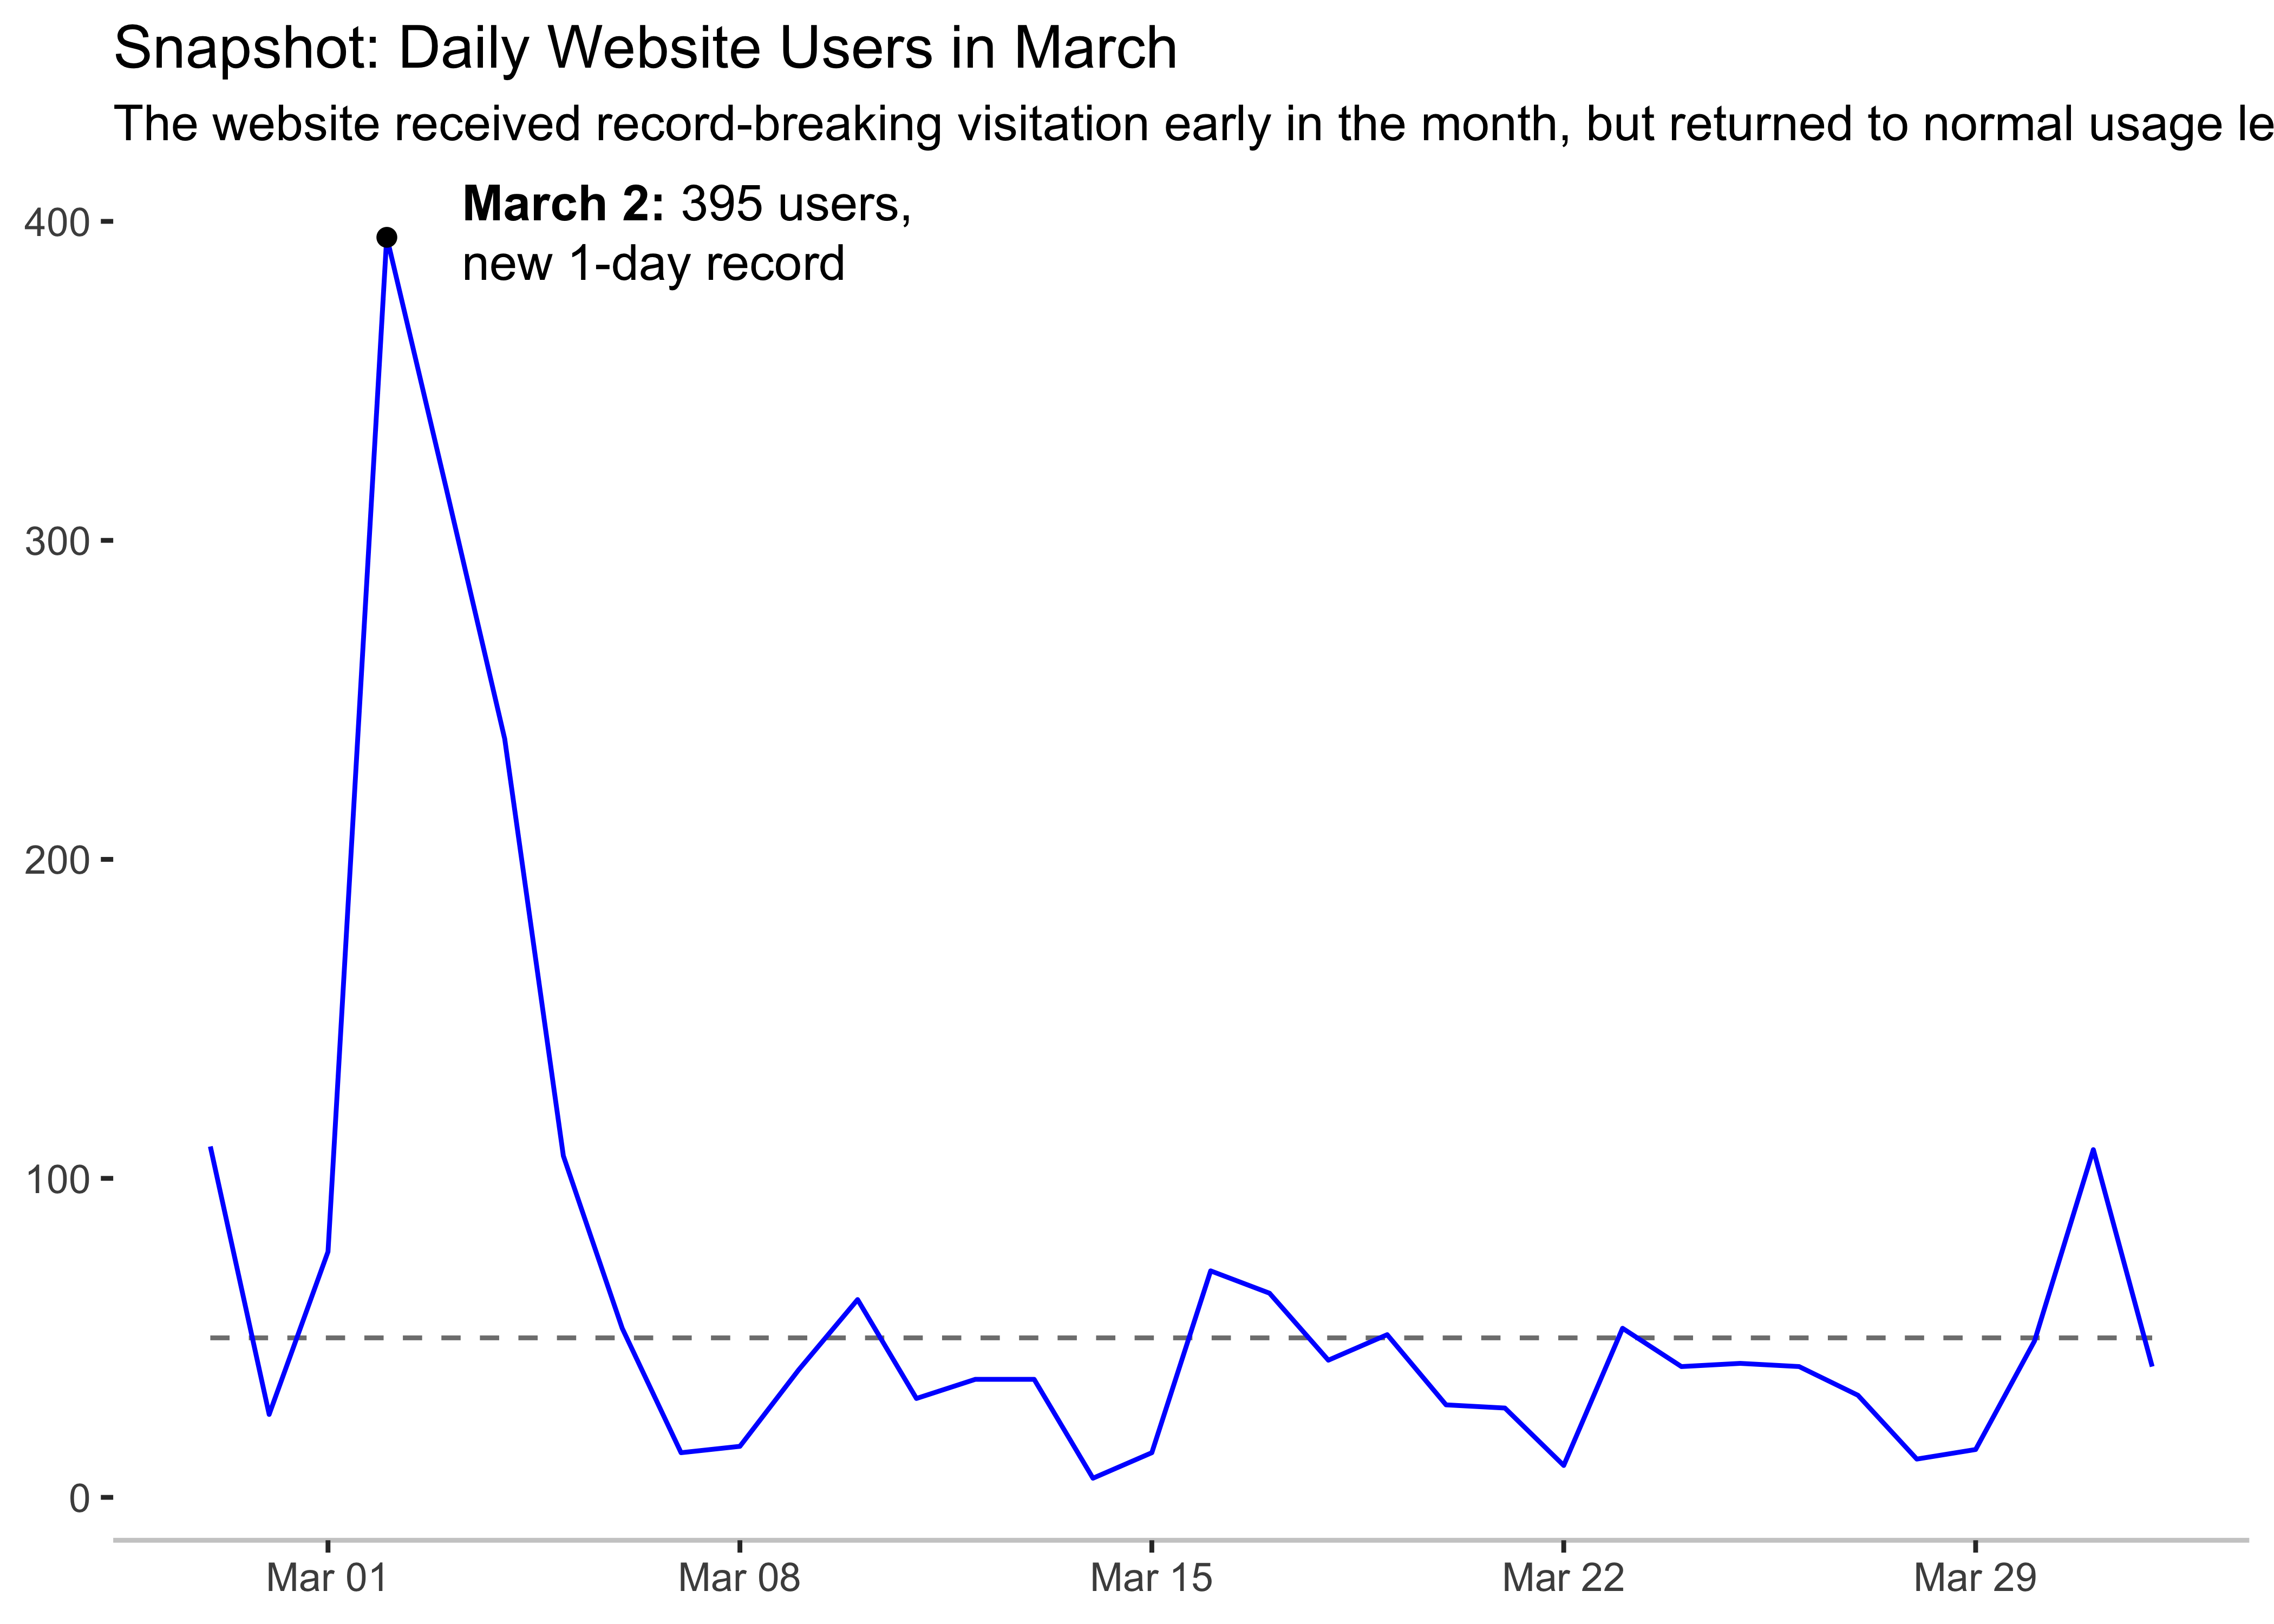 Snapshot: Daily Website Users in March
The website received record-breaking visitation early in the month, but returned to normal usage le
March 2: 395 users,
new 1-day record
400
300
200
100
0
Mar 01
Mar 08
Mar 15
Mar 22
Mar 29